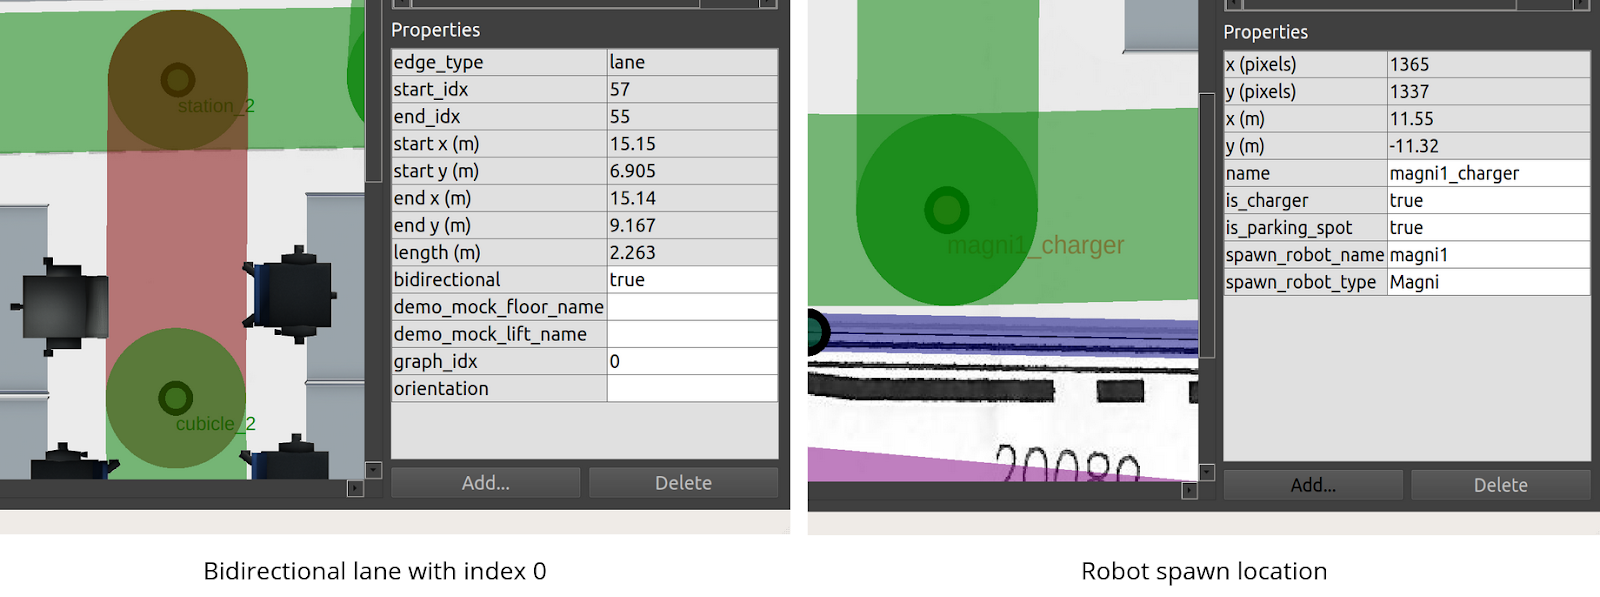 station_2
cubicle_2
Properties
edge_type lane
start_idx 57
end_idx 55
start x (m) 15.15
start y (m) 6.905
end x (m) 15.14
end y (m) 9.167
length (m) 2.263
bidirectional true
demo_mock_floor_name
demo_mock_lift_name
graph_idx 0
orientation
Add... Delete
Bidirectional lane with index 0
magni1_charger
20080
Properties
x (pixels) 1365
y (pixels) 1337
x (m) 11.55
y (m) -11.32
name magni1_charger
is_charger true
is_parking_spot true
spawn_robot_name magni1
spawn_robot_type Magni
Add... Delete
Robot spawn location